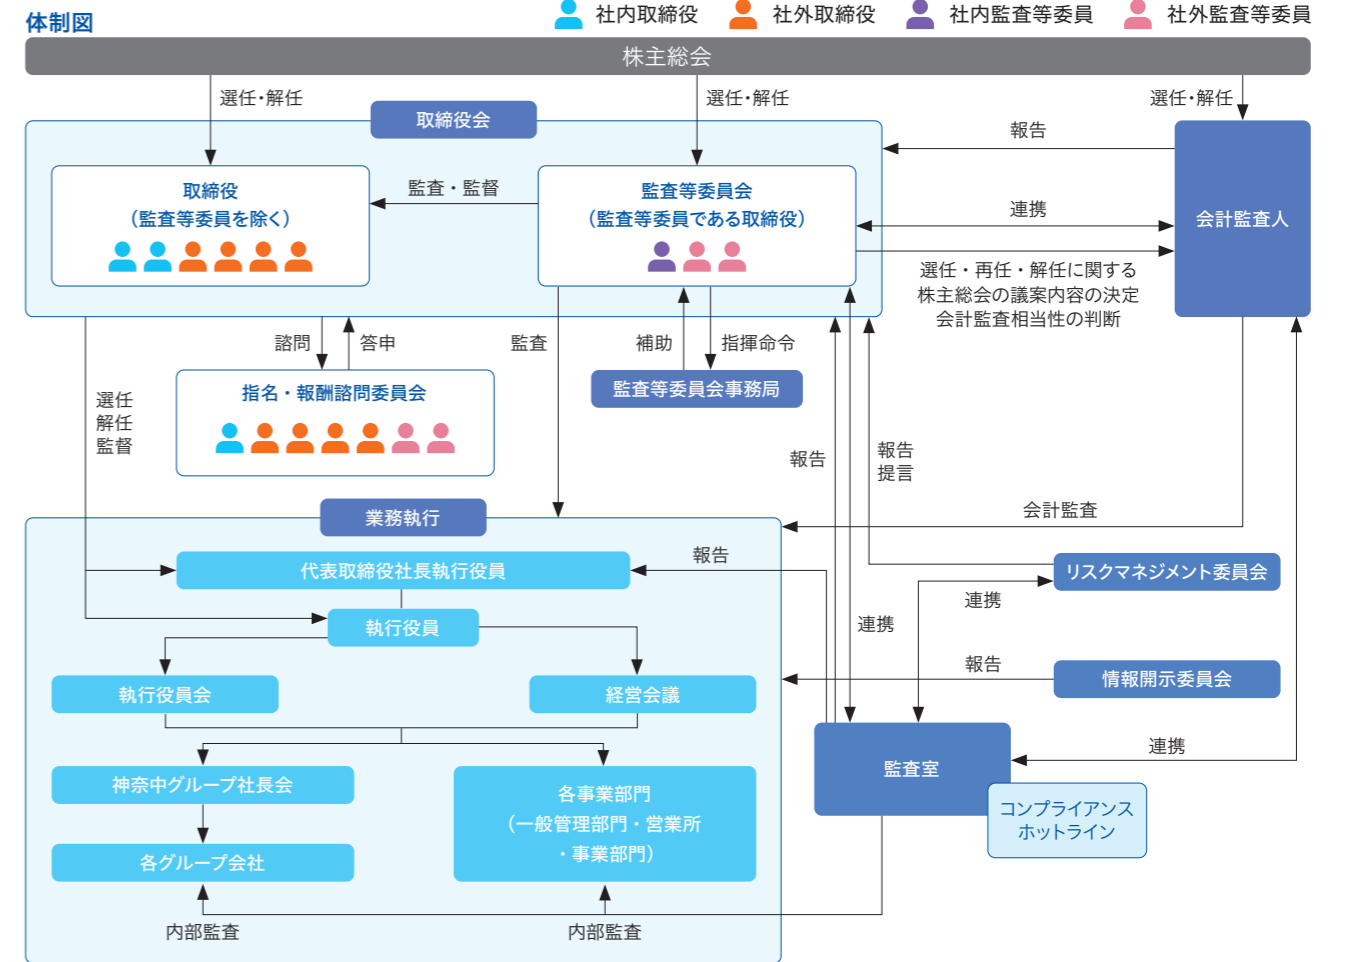 体制図
社内取締役
社外取締役
社内監査等委員
社外監査等委員
株主総会
選任・解任
選任・解任
選任・解任
取締役会
報告
取締役
（監査等委員を除く）
監査・監督
監査等委員会
（監査等委員である取締役）
連携
会計監査人
選任・再任・解任に関する
株主総会の議案内容の決定
会計監査相当性の判断
諮問
答申
監査
補助
指揮命令
指名・報酬諮問委員会
監査等委員会事務局
選任
解任
監督
報告
報告
提言
業務執行
会計監査
代表取締役社長執行役員
報告
リスクマネジメント委員会
連携
執行役員
連携
報告
情報開示委員会
執行役員会
経営会議
連携
監査室
神奈中グループ社長会
各事業部門
（一般管理部門・営業所
・事業部門）
コンプライアンス
ホットライン
各グループ会社
内部監査
内部監査